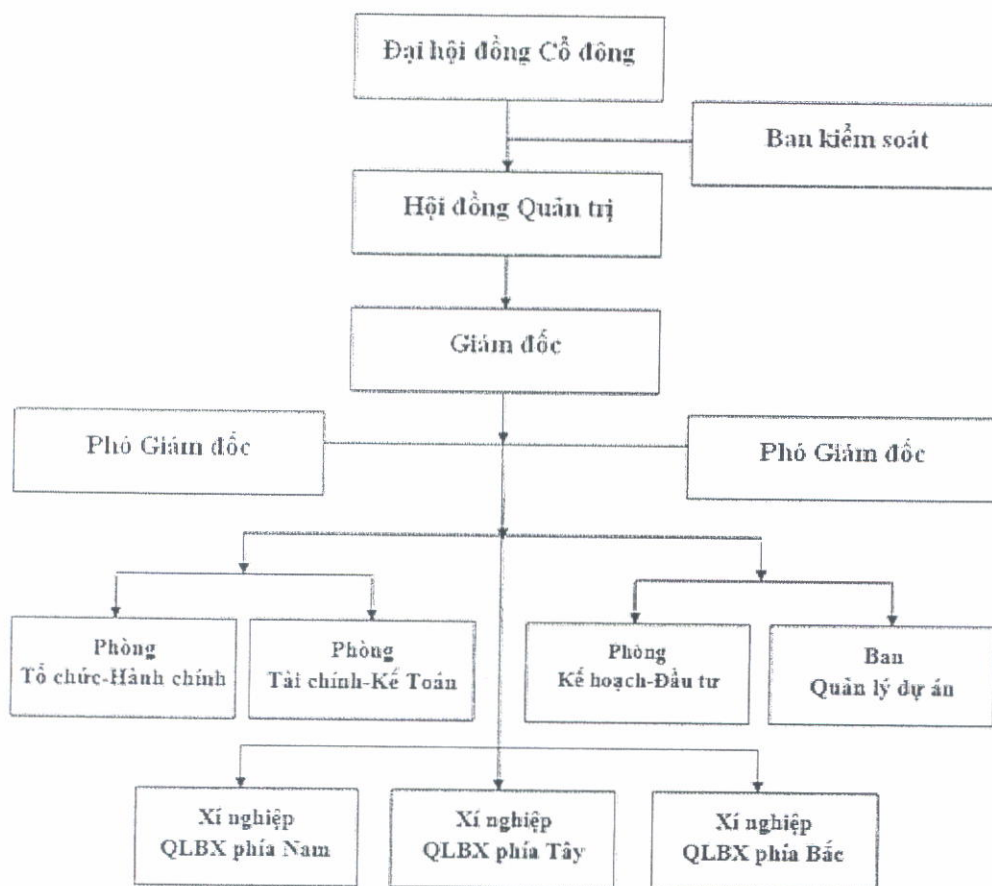 Đại hội đồng Cổ đông
Ban kiểm soát
Hội đồng Quản trị
Giám đốc
Phó Giám đốc
Phó Giám đốc
Phòng
Tổ chức-Hành chính
Phòng
Tài chính-Kế Toán
Phòng
Kế hoạch-Đầu tư
Ban
Quản lý dự án
Xí nghiệp
QLBX phía Nam
Xí nghiệp
QLBX phía Tây
Xí nghiệp
QLBX phía Bắc